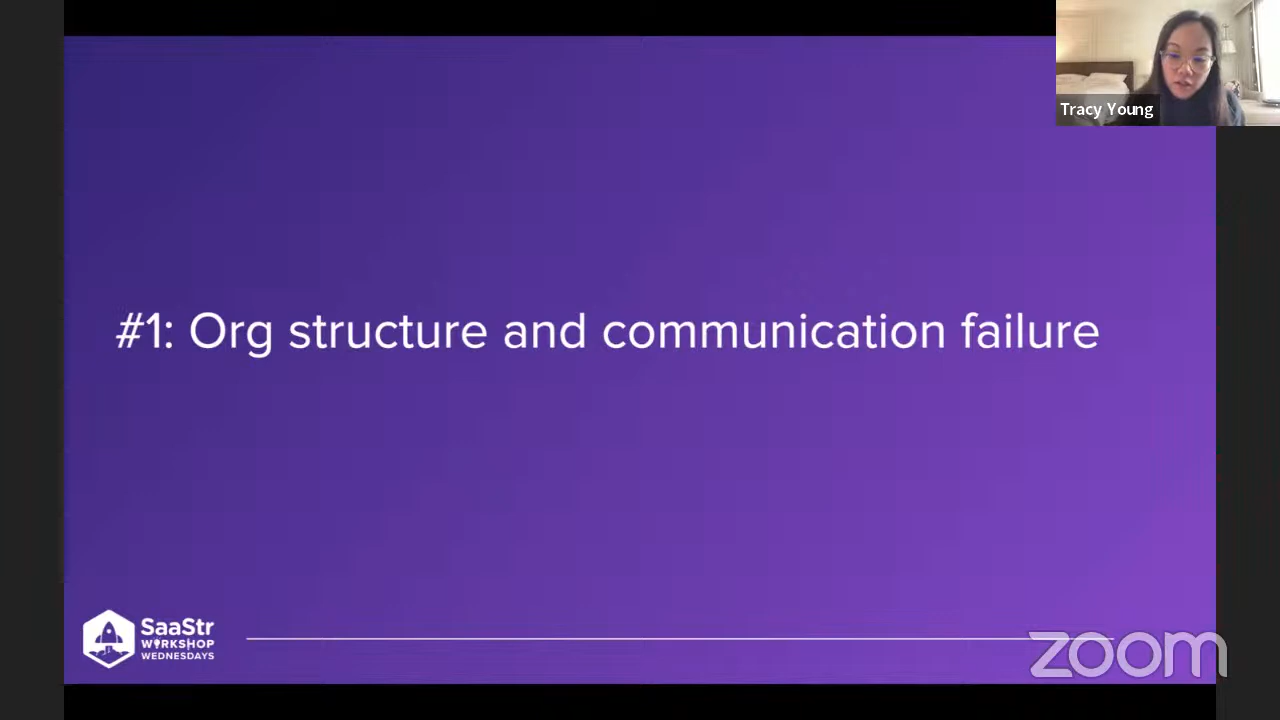 Tracy Young
#1: Org structure and communication failure
SaaStr
WORKSHOP
WEDNESDAYS
zoom